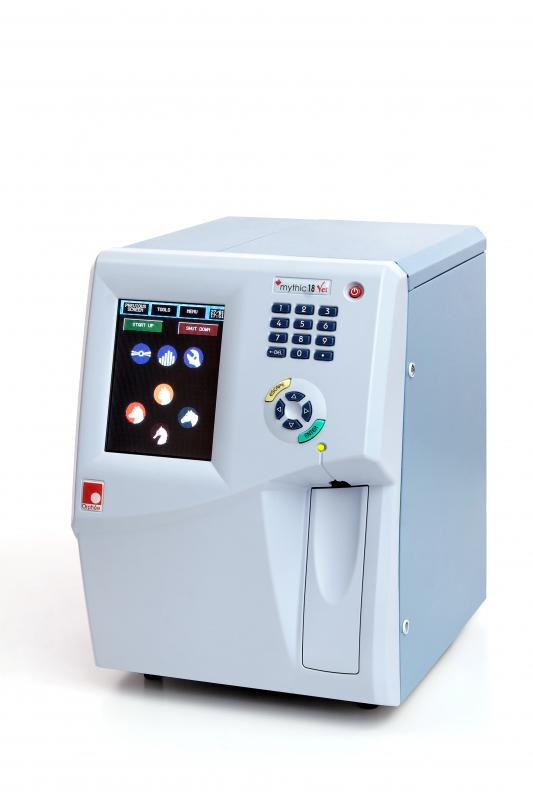 mythic 18 Vet
PREVIOUS SCREEN
TOOLS
MENU
START UP
SHUT DOWN
1 2 3
4 5 6
7 8 9
DEL 0 •
ESCAPE
ENTER
Orphée